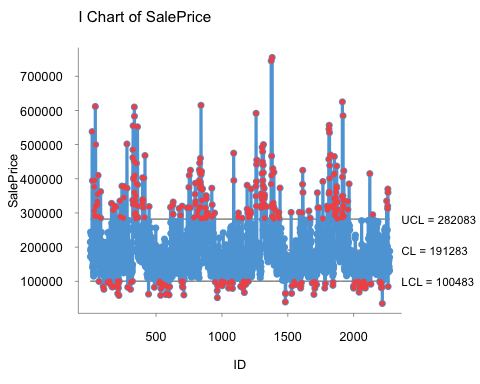 I Chart of SalePrice
700000
600000
500000
400000
300000
200000
100000
SalePrice
UCL = 282083
CL = 191283
LCL = 100483
500
1000
1500
2000
ID